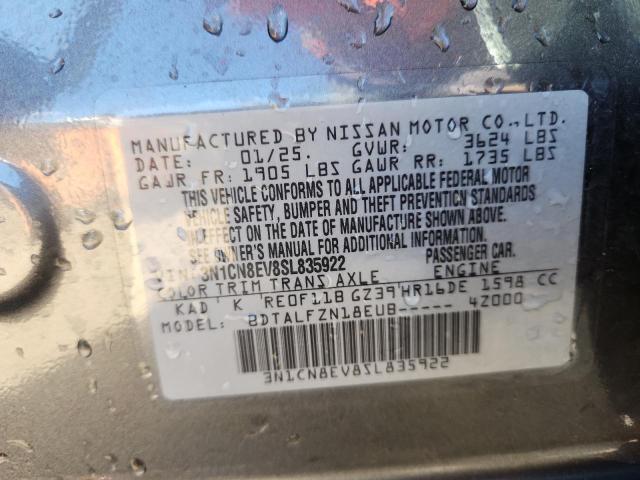 MANUFACTURED BY NISSAN MOTOR CO., LTD.
DATE: 01/25. GVWR: 3624 LBS
GAWR FR: 1905 LBS GAWR RR: 1735 LBS
THIS VEHICLE CONFORMS TO ALL APPLICABLE FEDERAL MOTOR
VEHICLE SAFETY, BUMPER AND THEFT PREVENTION STANDARDS
IN EFFECT ON THE DATE OF MANUFACTURE SHOWN ABOVE.
SEE OWNER'S MANUAL FOR ADDITIONAL INFORMATION.
VIN: 3N1CN8EV8SL835922 PASSENGER CAR.
COLOR TRIM TRANS AXLE ENGINE
KAD K RE0F11B GZ39 HR16DE 1598 CC
MODEL: BDTALFZN18EUB----- 4Z000
3N1CN8EV8SL835922